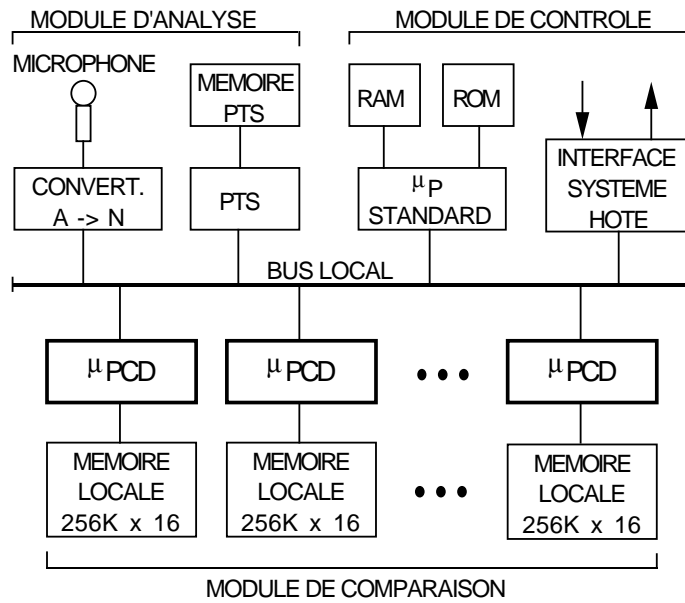 MODULE D'ANALYSE
MODULE DE CONTROLE
MICROPHONE
MEMOIRE
PTS
RAM
ROM
CONVERT.
A -> N
PTS
μP
STANDARD
INTERFACE
SYSTEME
HOTE
BUS LOCAL
μPCD
μPCD
• • •
μPCD
MEMOIRE
LOCALE
256K x 16
MEMOIRE
LOCALE
256K x 16
• • •
MEMOIRE
LOCALE
256K x 16
MODULE DE COMPARAISON